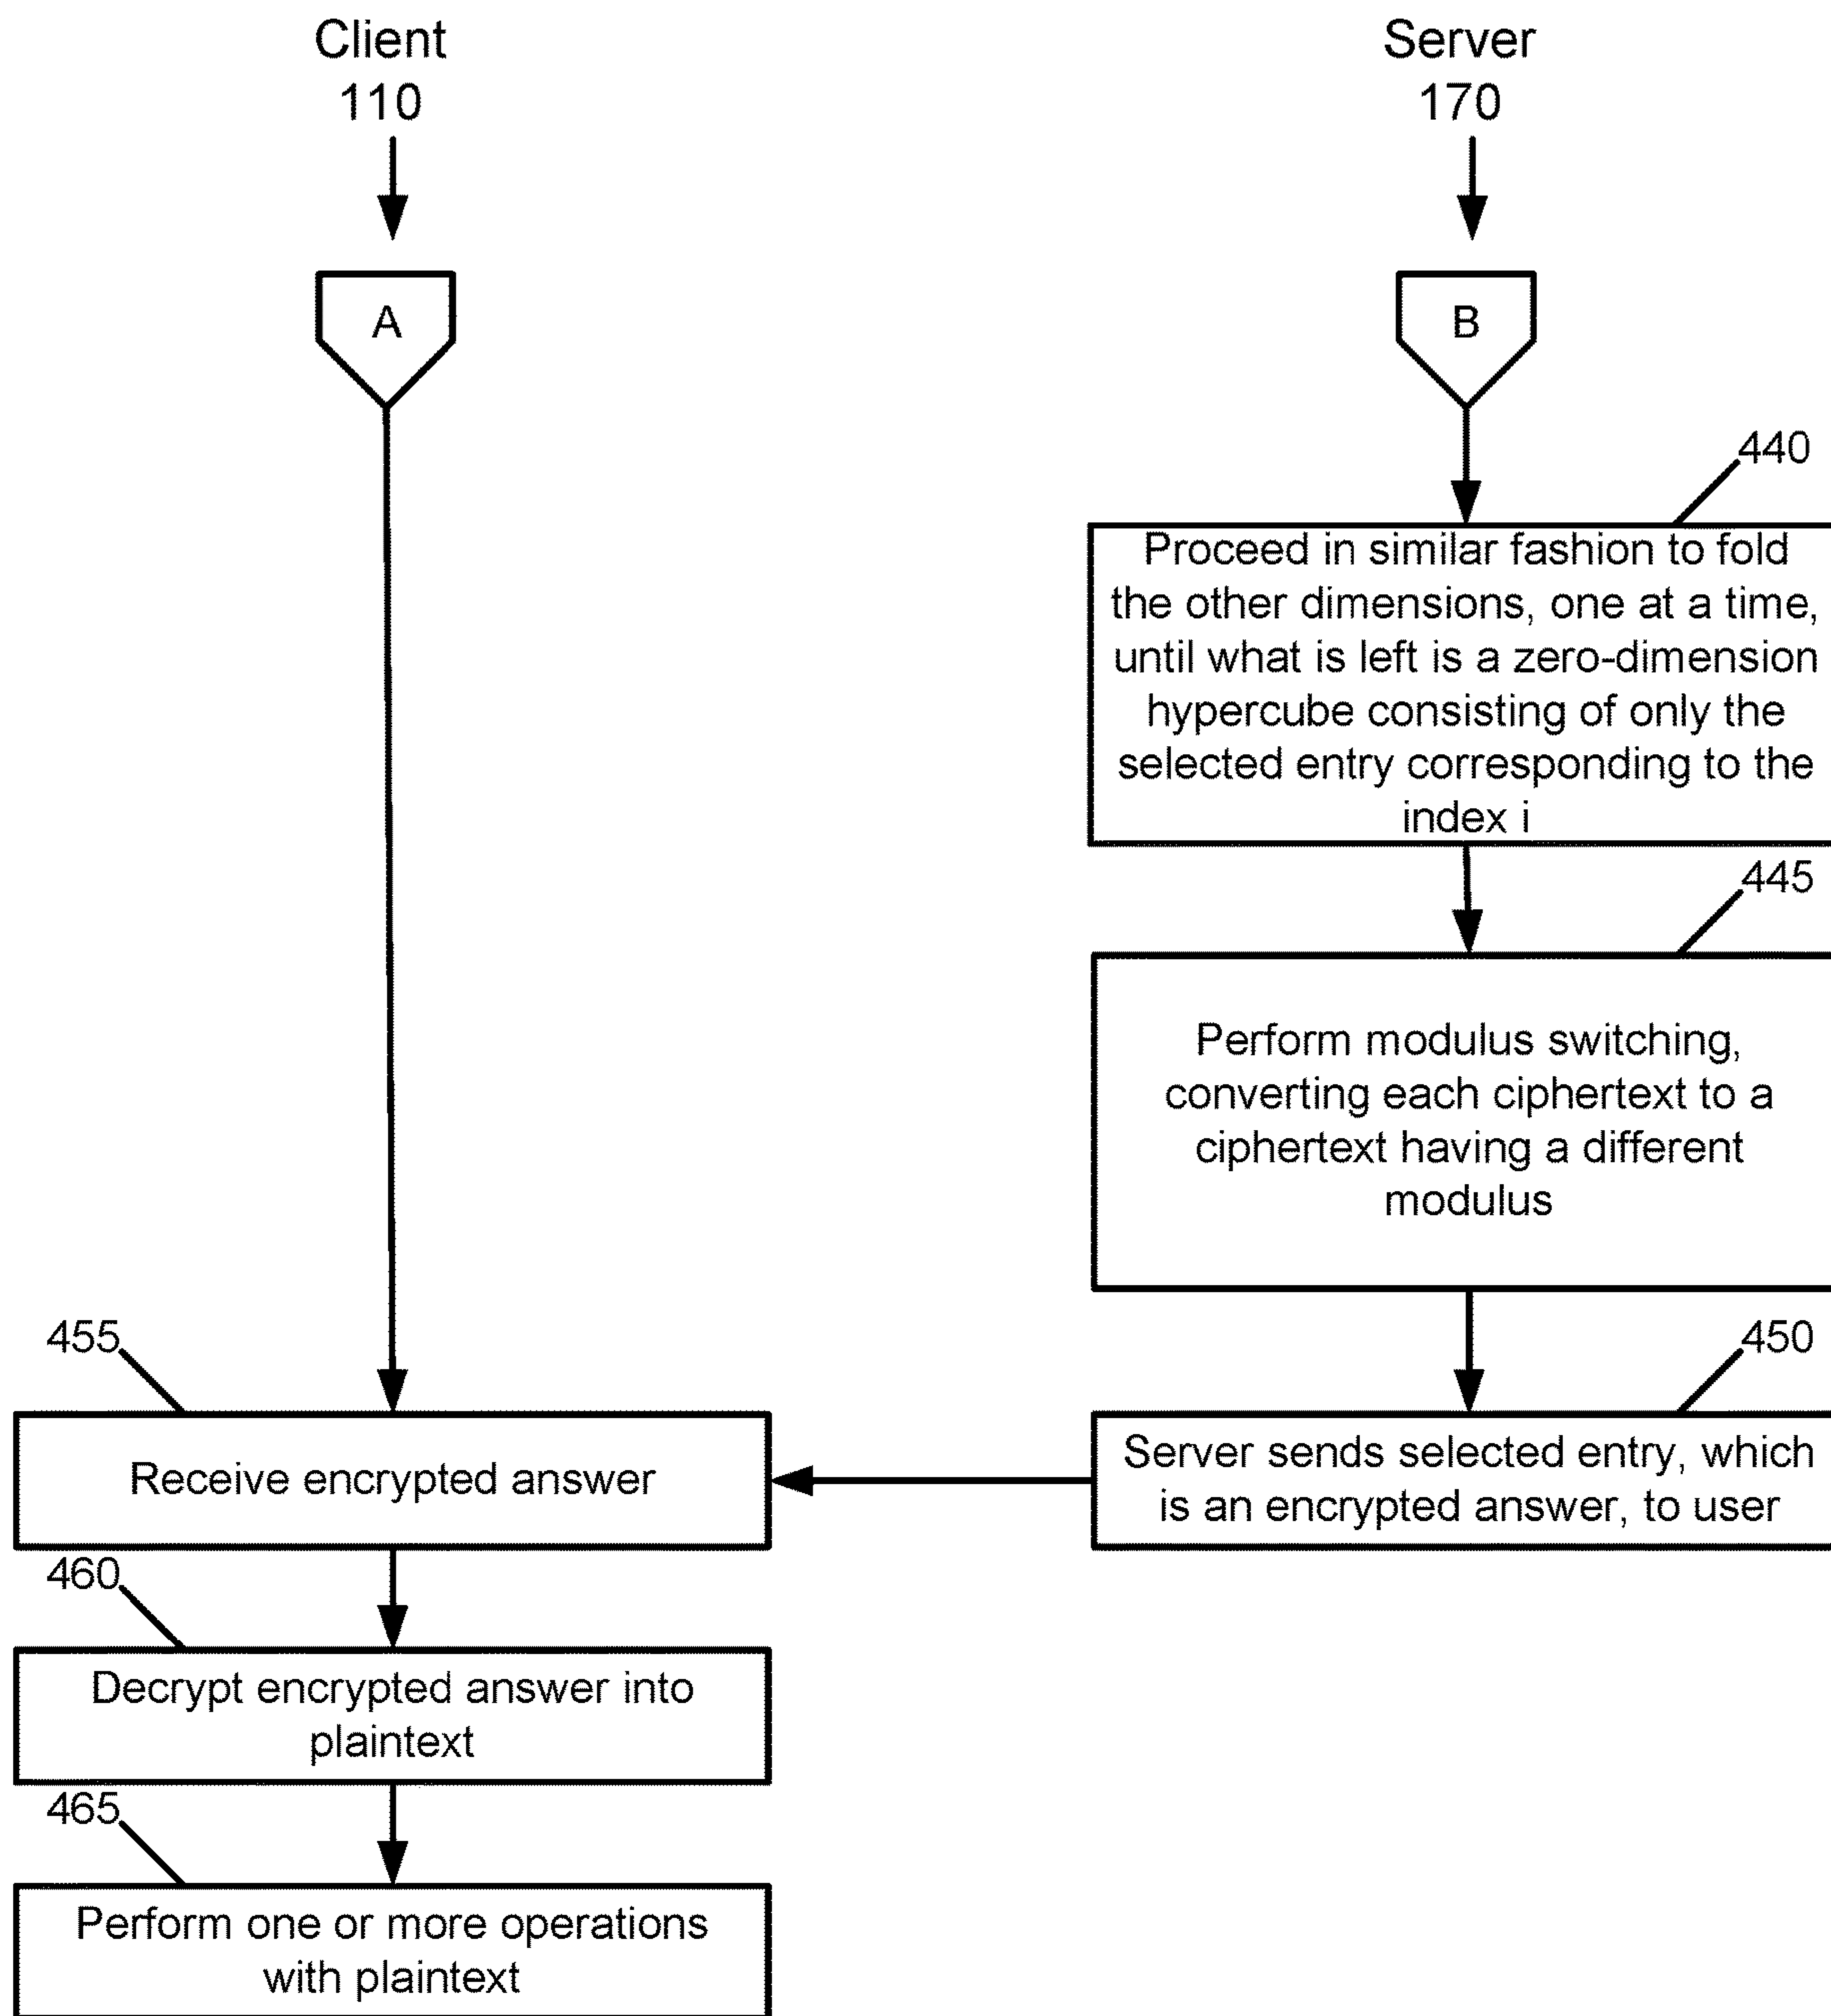 Client
110
Server
170
A
B
440
Proceed in similar fashion to fold
the other dimensions, one at a time,
until what is left is a zero-dimension
hypercube consisting of only the
selected entry corresponding to the
index i
445
Perform modulus switching,
converting each ciphertext to a
ciphertext having a different
modulus
455
450
Receive encrypted answer
Server sends selected entry, which
is an encrypted answer, to user
460
Decrypt encrypted answer into
plaintext
465
Perform one or more operations
with plaintext